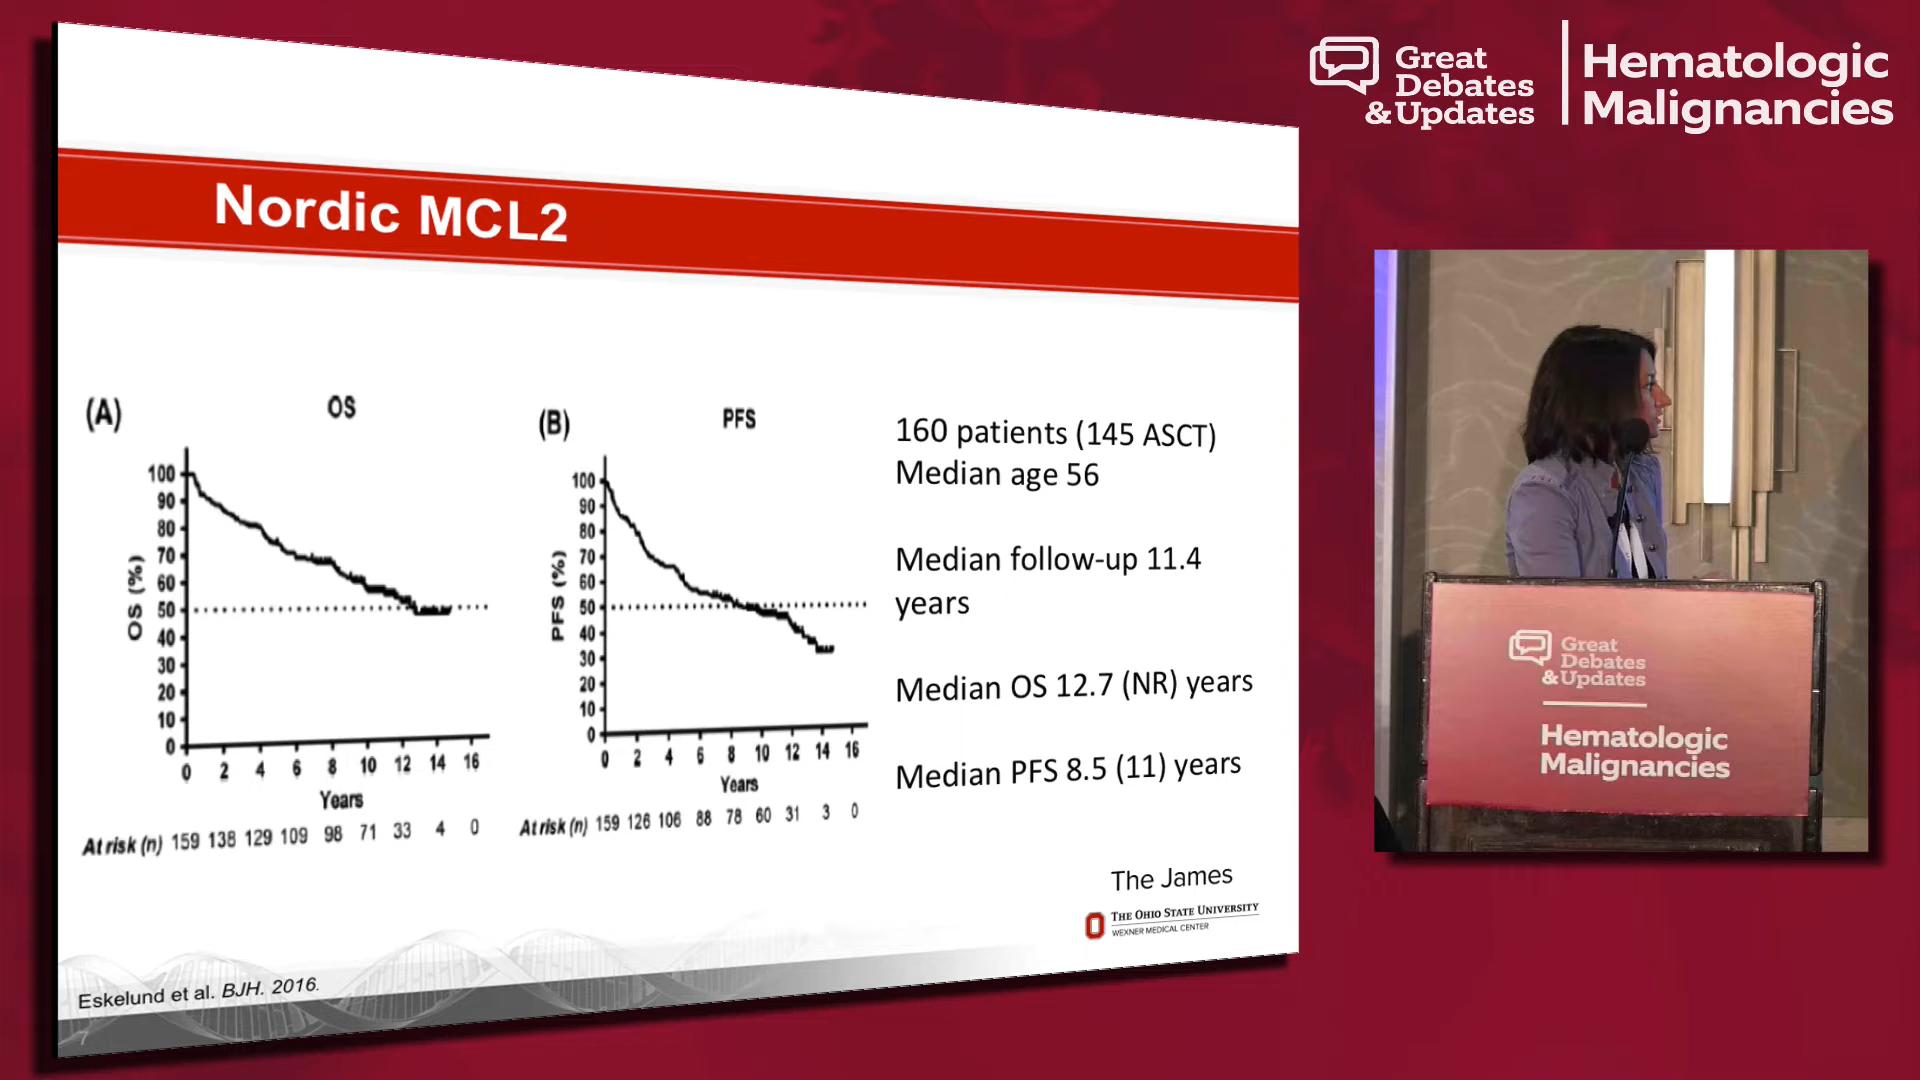 Great
Debates
&Updates
Hematologic
Malignancies
Nordic MCL2
(A)
OS
(B)
PFS
OS (%)
100
90
80
70
60
50
40
30
20
10
0
0 2 4 6 8 10 12 14 16
Years
At risk (n) 159 138 129 109 98 71 33 4 0
PFS (%)
100
90
80
70
60
50
40
30
20
10
0
0 2 4 6 8 10 12 14 16
Years
At risk (n) 159 126 106 88 78 60 31 3 0
160 patients (145 ASCT)
Median age 56
Median follow-up 11.4
years
Median OS 12.7 (NR) years
Median PFS 8.5 (11) years
The James
THE OHIO STATE UNIVERSITY
WEXNER MEDICAL CENTER
Eskelund et al. BJH. 2016.
Great
Debates
&Updates
Hematologic
Malignancies